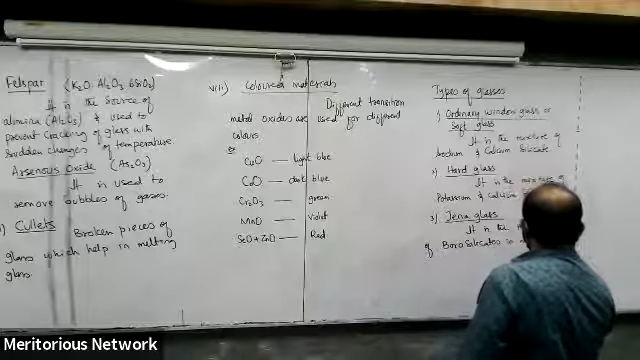 Felspar (K2O. Al2O3. 6SiO2)
It is the source of
alumina (Al2O3) & used to
prevent cracking of glass with
sudden changes of temperature.
Arsenous Oxide (As2O3)
It is used to
remove bubbles of gases.
) Cullets Broken pieces of
glass which help in melting
glass
viii) Coloured materials
Different transition
metal oxides are used for different
colours
CuO — light blue
CoO — dark blue
Cr2O3 — green
MnO — violet
SeO + ZnO — Red
Types of glasses
1) Ordinary window glass or
Soft glass
It is the mixture of
Sodium & Calcium Silicate
2) Hard glass
It is the mixture of
Potassium & Calcium
3) Jena glass
It is the
of Borosilicates
Meritorious Network